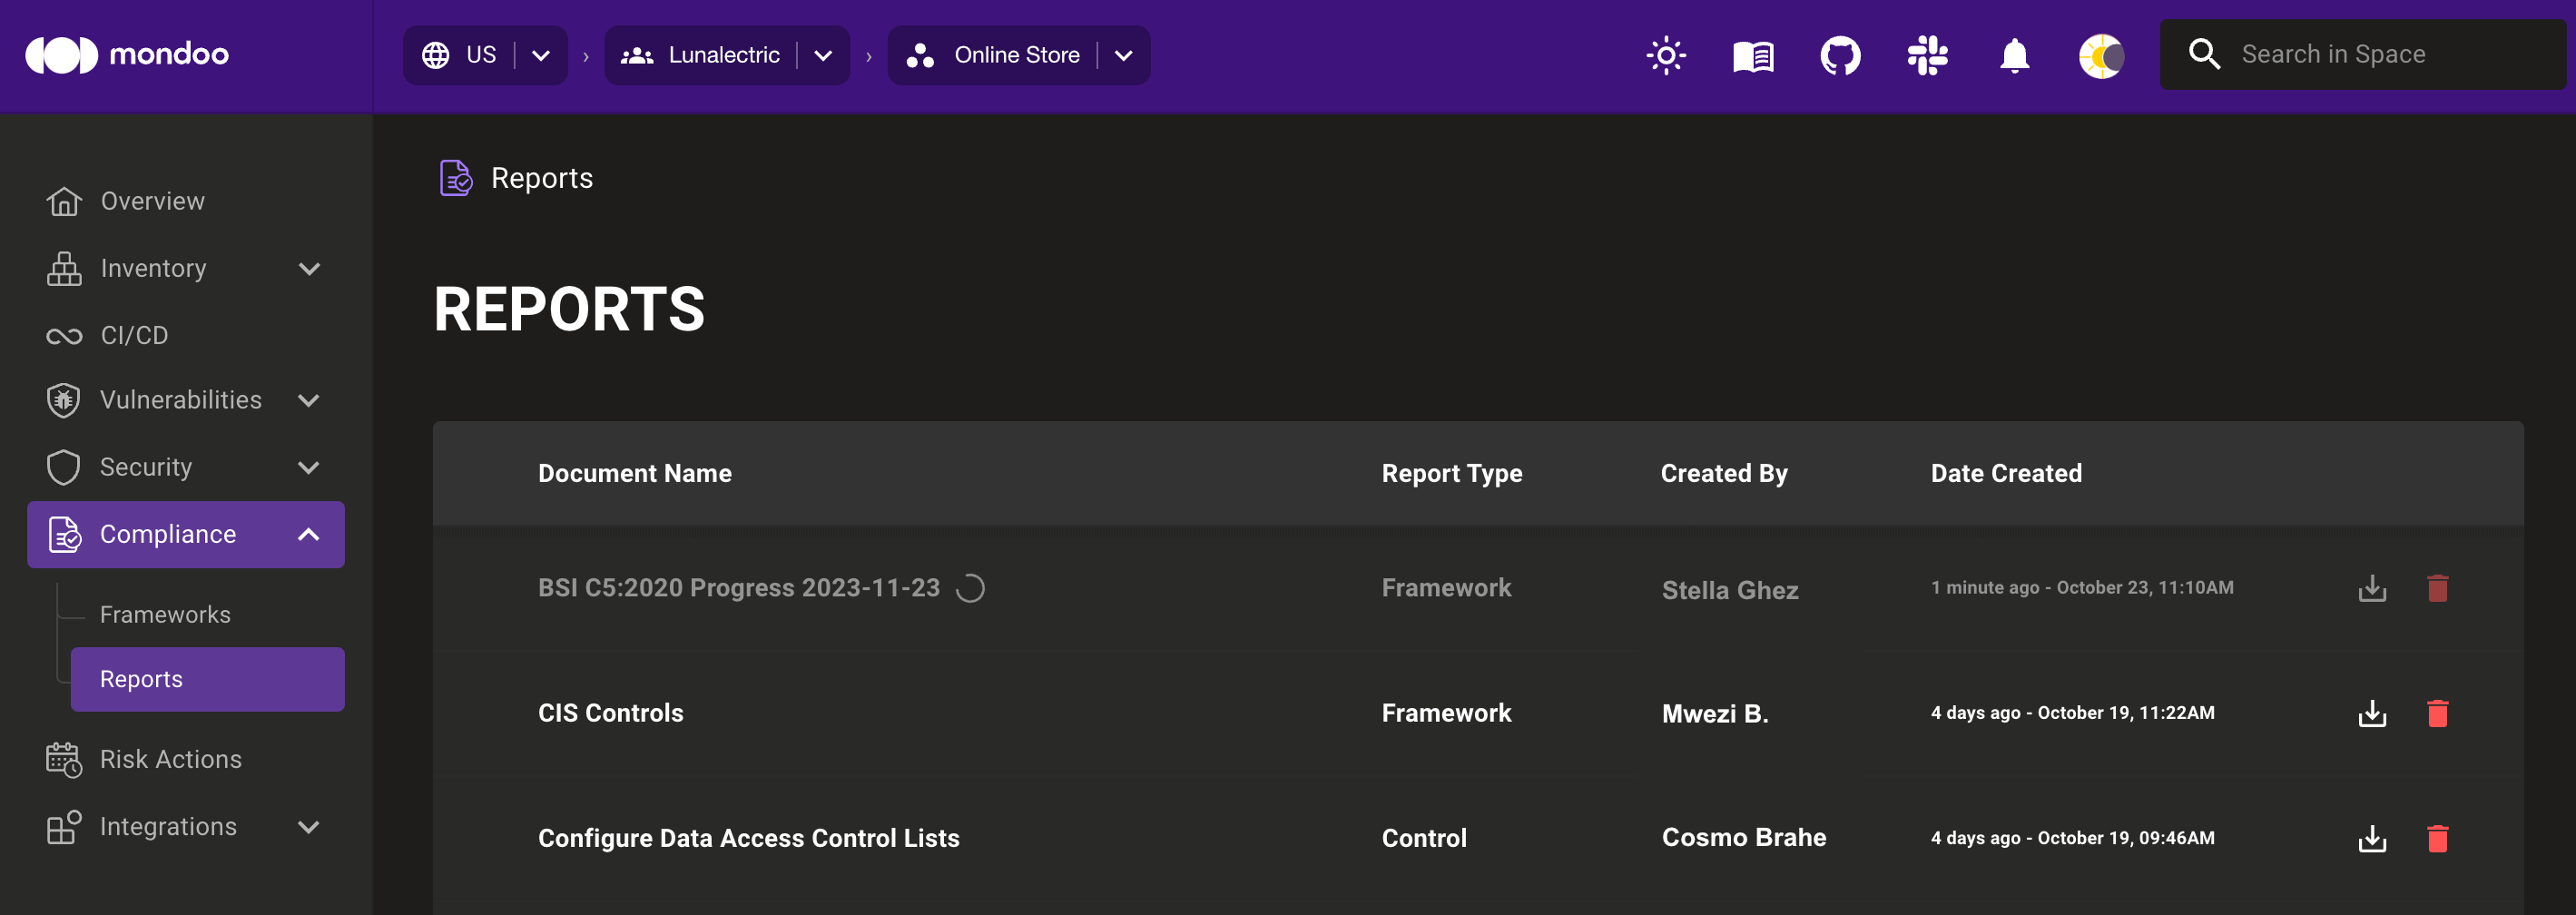 mondoo
US › Lunalectric › Online Store
Search in Space
Overview
Inventory
CI/CD
Vulnerabilities
Security
Compliance
Frameworks
Reports
Risk Actions
Integrations
Reports
REPORTS
Document Name Report Type Created By Date Created
BSI C5:2020 Progress 2023-11-23 Framework Stella Ghez 1 minute ago - October 23, 11:10AM
CIS Controls Framework Mwezi B. 4 days ago - October 19, 11:22AM
Configure Data Access Control Lists Control Cosmo Brahe 4 days ago - October 19, 09:46AM